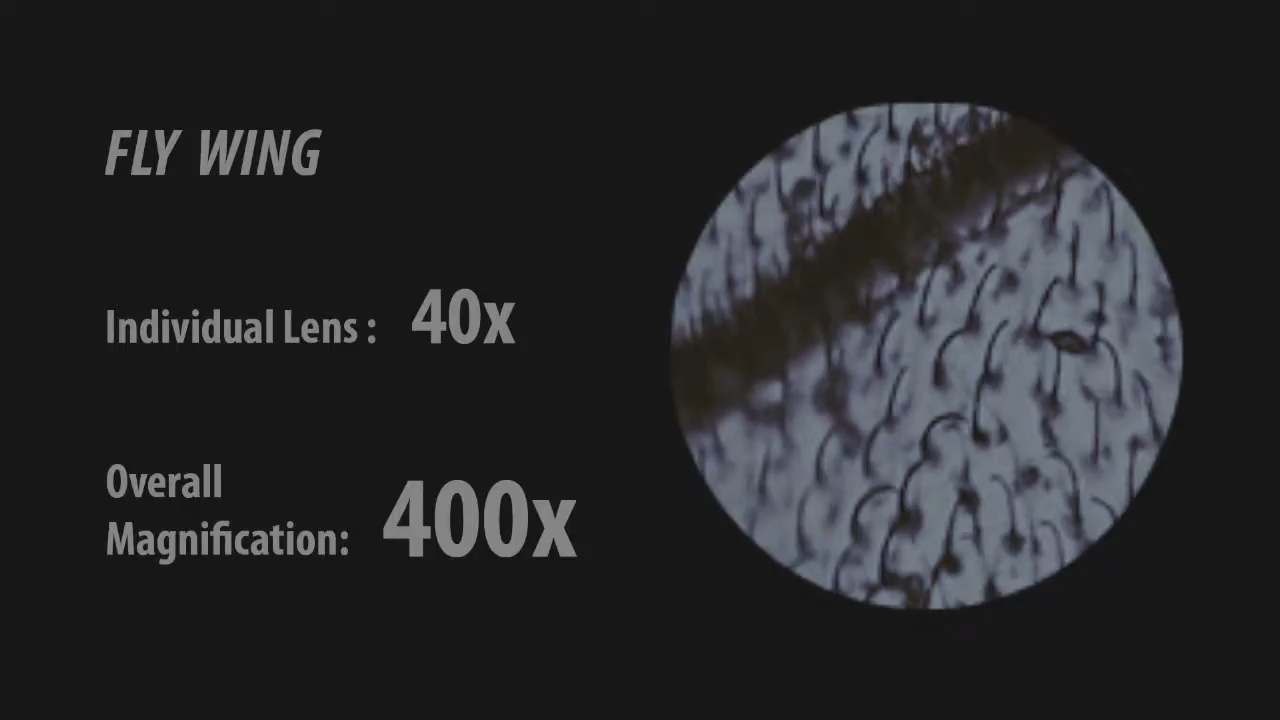 FLY WING
Individual Lens : 40x
Overall
Magnification: 400x